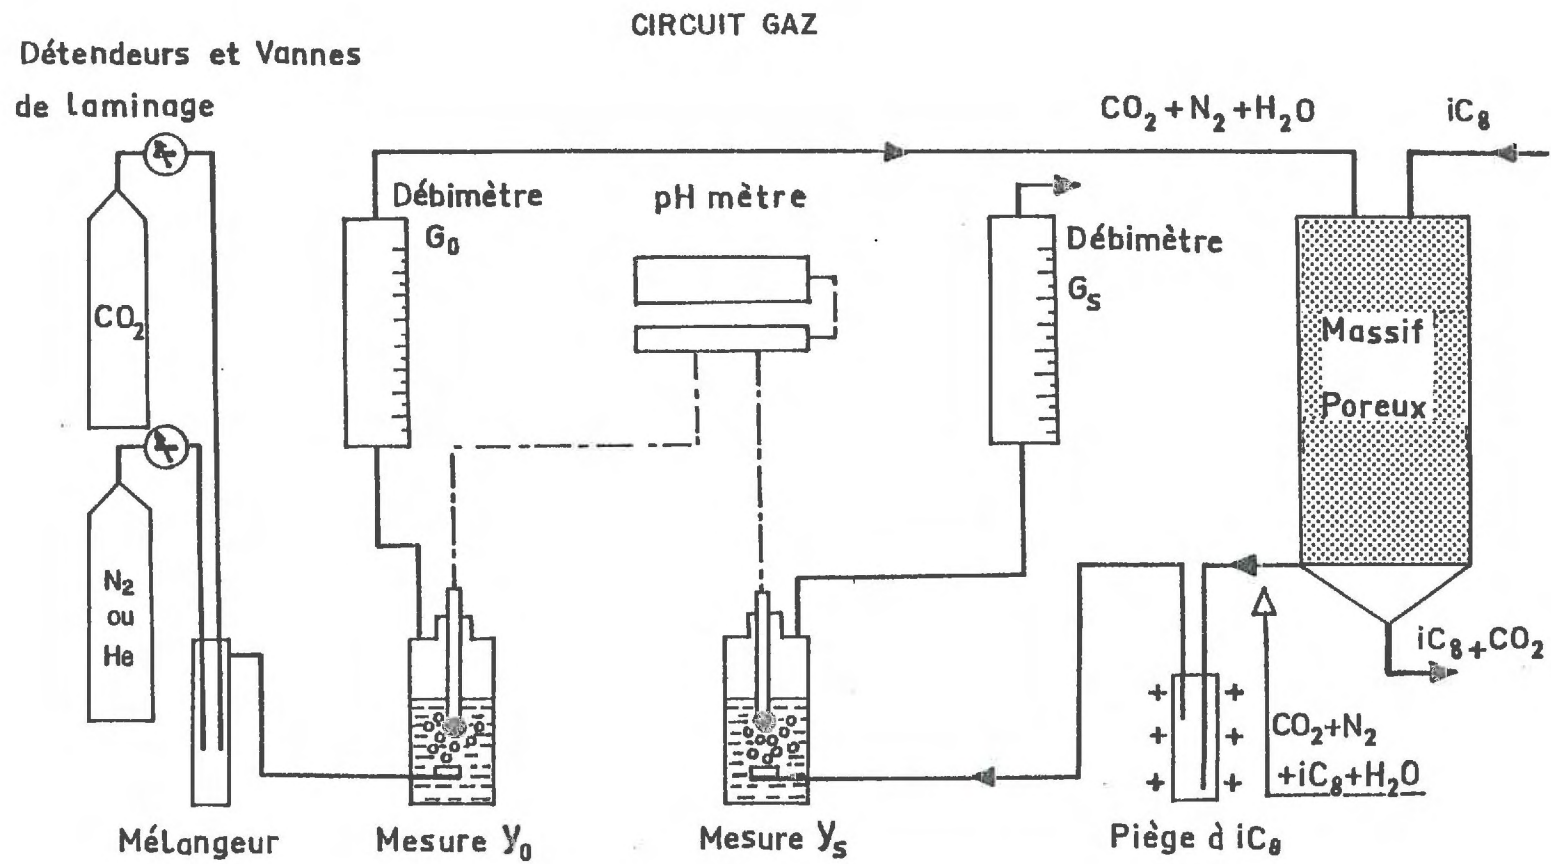 CIRCUIT GAZ
Détendeurs et Vannes
de laminage
CO₂+N₂+H₂O
iC₈
Débimètre
G₀
pH mètre
Débimètre
Gₛ
CO₂
Massif
Poreux
N₂
ou
He
iC₈+CO₂
CO₂+N₂
+iC₈+H₂O
Mélangeur
Mesure y₀
Mesure yₛ
Piège à iC₈
+ +
+ +
+ +